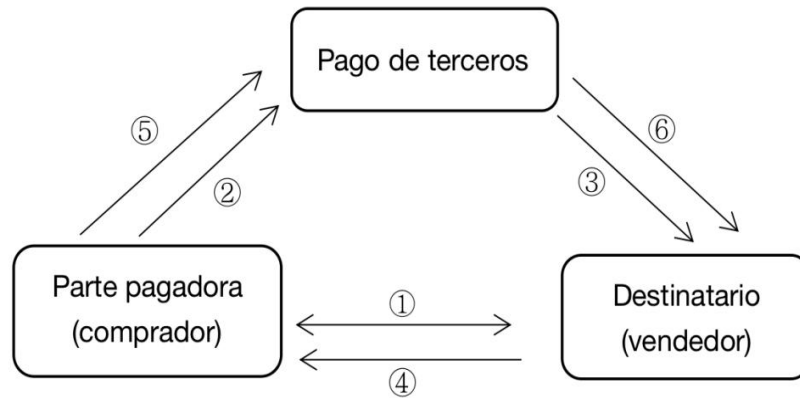 Pago de terceros
⑤
⑥
②
③
Parte pagadora
(comprador)
①
④
Destinatario
(vendedor)